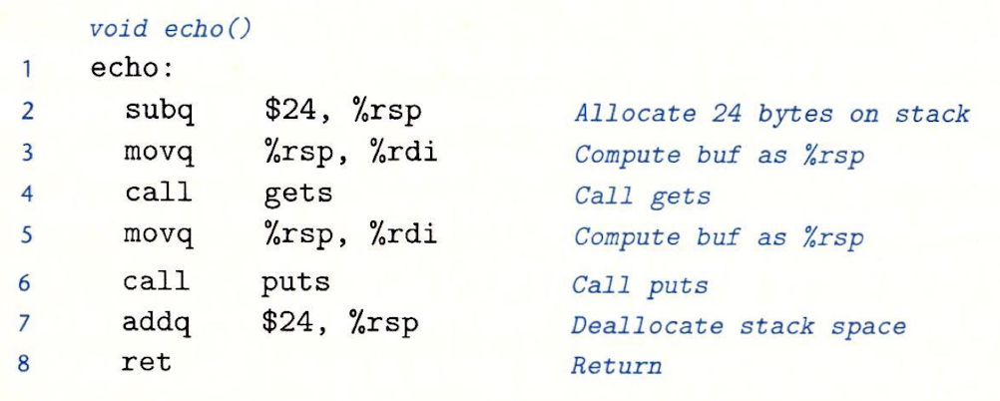 void echo()
1 echo:
2 subq $24, %rsp Allocate 24 bytes on stack
3 movq %rsp, %rdi Compute buf as %rsp
4 call gets Call gets
5 movq %rsp, %rdi Compute buf as %rsp
6 call puts Call puts
7 addq $24, %rsp Deallocate stack space
8 ret Return